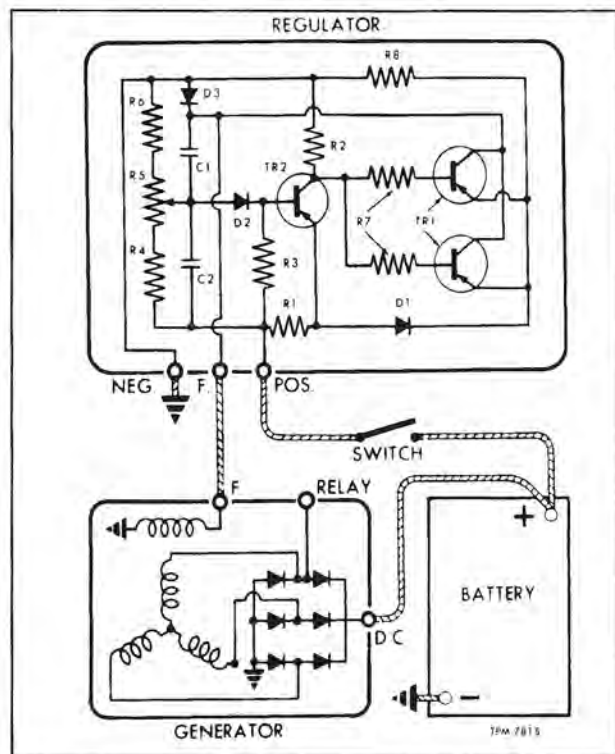 REGULATOR
R8
D3
R6
R2
C1
TR2
R5
D2
R7
TR1
R4
R3
C2
R1
D1
NEG.
F.
POS.
SWITCH
F
RELAY
+
BATTERY
D C
−
GENERATOR
TPM 7815